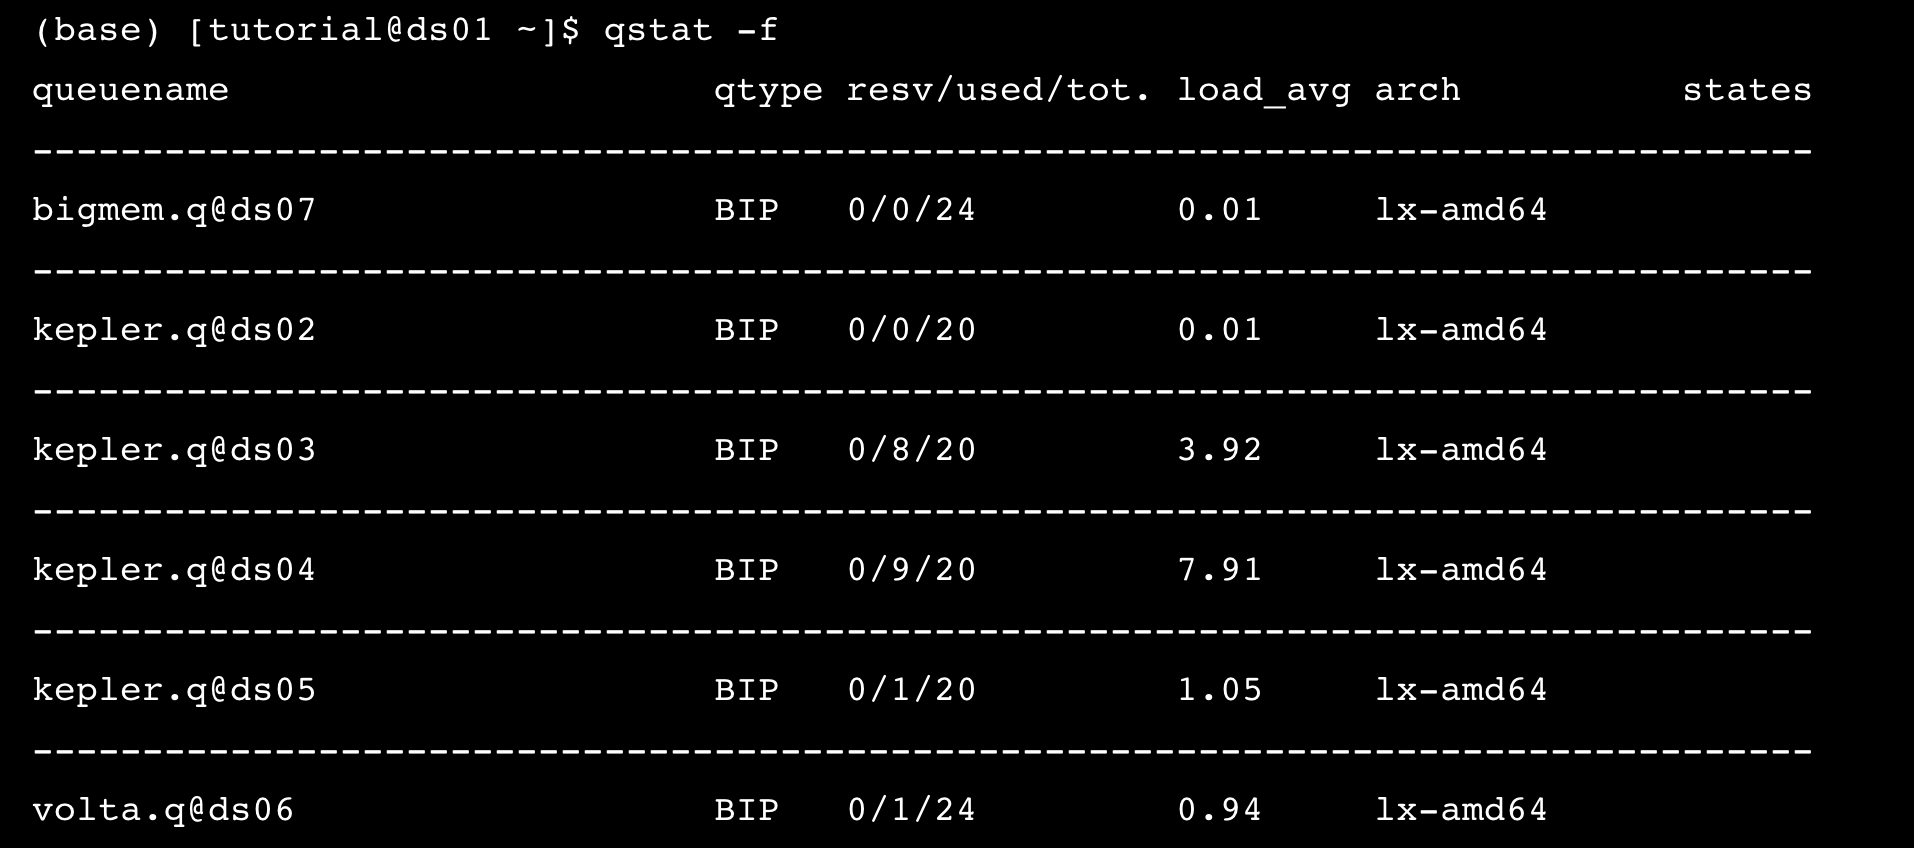 (base) [tutorial@ds01 ~]$ qstat -f
queuename qtype resv/used/tot. load_avg arch states
---------------------------------------------------------------------------------
bigmem.q@ds07 BIP 0/0/24 0.01 lx-amd64
---------------------------------------------------------------------------------
kepler.q@ds02 BIP 0/0/20 0.01 lx-amd64
---------------------------------------------------------------------------------
kepler.q@ds03 BIP 0/8/20 3.92 lx-amd64
---------------------------------------------------------------------------------
kepler.q@ds04 BIP 0/9/20 7.91 lx-amd64
---------------------------------------------------------------------------------
kepler.q@ds05 BIP 0/1/20 1.05 lx-amd64
---------------------------------------------------------------------------------
volta.q@ds06 BIP 0/1/24 0.94 lx-amd64